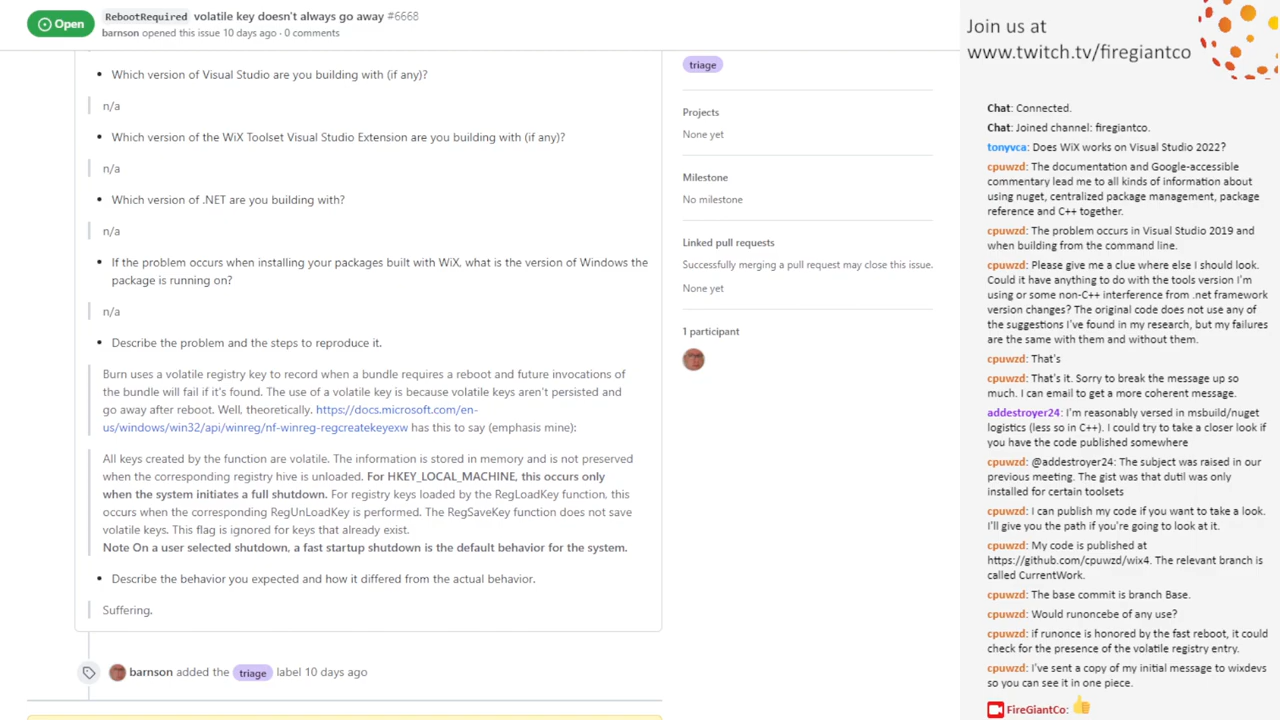 Open
RebootRequired volatile key doesn't always go away #6668
barnson opened this issue 10 days ago · 0 comments
• Which version of Visual Studio are you building with (if any)?
n/a
• Which version of the WiX Toolset Visual Studio Extension are you building with (if any)?
n/a
• Which version of .NET are you building with?
n/a
• If the problem occurs when installing your packages built with WiX, what is the version of Windows the
package is running on?
n/a
• Describe the problem and the steps to reproduce it.
Burn uses a volatile registry key to record when a bundle requires a reboot and future invocations of
the bundle will fail if it's found. The use of a volatile key is because volatile keys aren't persisted and
go away after reboot. Well, theoretically. https://docs.microsoft.com/en-
us/windows/win32/api/winreg/nf-winreg-regcreatekeyexw has this to say (emphasis mine):
All keys created by the function are volatile. The information is stored in memory and is not preserved
when the corresponding registry hive is unloaded. For HKEY_LOCAL_MACHINE, this occurs only
when the system initiates a full shutdown. For registry keys loaded by the RegLoadKey function, this
occurs when the corresponding RegUnLoadKey is performed. The RegSaveKey function does not save
volatile keys. This flag is ignored for keys that already exist.
Note On a user selected shutdown, a fast startup shutdown is the default behavior for the system.
• Describe the behavior you expected and how it differed from the actual behavior.
Suffering.
barnson added the triage label 10 days ago
triage
Projects
None yet
Milestone
No milestone
Linked pull requests
Successfully merging a pull request may close this issue.
None yet
1 participant
Join us at
www.twitch.tv/firegiantco
Chat: Connected.
Chat: Joined channel: firegiantco.
tonyvca: Does WiX works on Visual Studio 2022?
cpuwzd: The documentation and Google-accessible
commentary lead me to all kinds of information about
using nuget, centralized package management, package
reference and C++ together.
cpuwzd: The problem occurs in Visual Studio 2019 and
when building from the command line.
cpuwzd: Please give me a clue where else I should look.
Could it have anything to do with the tools version I'm
using or some non-C++ interference from .net framework
version changes? The original code does not use any of
the suggestions I've found in my research, but my failures
are the same with them and without them.
cpuwzd: That's
cpuwzd: That's it. Sorry to break the message up so
much. I can email to get a more coherent message.
addestroyer24: I'm reasonably versed in msbuild/nuget
logistics (less so in C++). I could try to take a closer look if
you have the code published somewhere
cpuwzd: @addestroyer24: The subject was raised in our
previous meeting. The gist was that dutil was only
installed for certain toolsets
cpuwzd: I can publish my code if you want to take a look.
I'll give you the path if you're going to look at it.
cpuwzd: My code is published at
https://github.com/cpuwzd/wix4. The relevant branch is
called CurrentWork.
cpuwzd: The base commit is branch Base.
cpuwzd: Would runoncebe of any use?
cpuwzd: if runonce is honored by the fast reboot, it could
check for the presence of the volatile registry entry.
cpuwzd: I've sent a copy of my initial message to wixdevs
so you can see it in one piece.
FireGiantCo: 👍